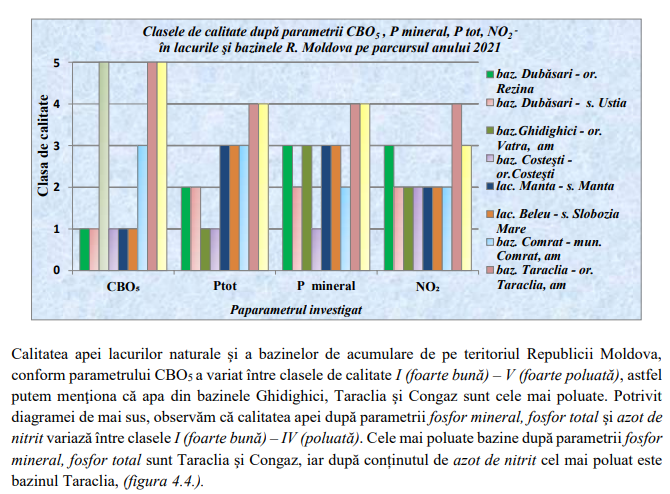 Clasele de calitate după parametrii CBO₅ , P mineral, P tot, NO₂⁻
în lacurile şi bazinele R. Moldova pe parcursul anului 2021
Clasa de calitate
5
4
3
2
1
0
CBO₅
Ptot
P mineral
NO₂
Paparametrul investigat
baz. Dubăsari - or.
Rezina
baz. Dubăsari - s. Ustia
baz.Ghidighici - or.
Vatra, am
baz. Costeşti -
or.Costeşti
lac. Manta - s. Manta
lac. Beleu - s. Slobozia
Mare
baz. Comrat - mun.
Comrat, am
baz. Taraclia - or.
Taraclia, am
Calitatea apei lacurilor naturale și a bazinelor de acumulare de pe teritoriul Republicii Moldova,
conform parametrului CBO₅ a variat între clasele de calitate I (foarte bună) – V (foarte poluată), astfel
putem menționa că apa din bazinele Ghidighici, Taraclia și Congaz sunt cele mai poluate. Potrivit
diagramei de mai sus, observăm că calitatea apei după parametrii fosfor mineral, fosfor total și azot de
nitrit variază între clasele I (foarte bună) – IV (poluată). Cele mai poluate bazine după parametrii fosfor
mineral, fosfor total sunt Taraclia și Congaz, iar după conținutul de azot de nitrit cel mai poluat este
bazinul Taraclia, (figura 4.4.).